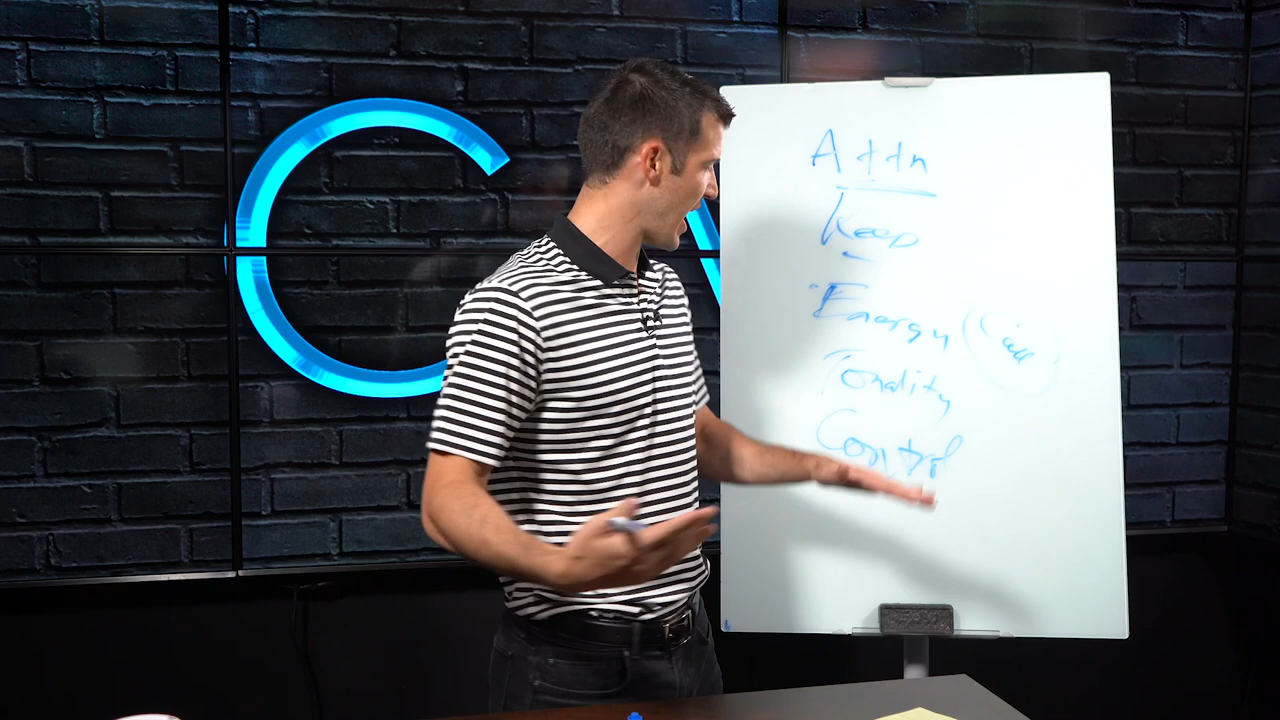 C
Attn
Keep
Energy
Tonality
Control